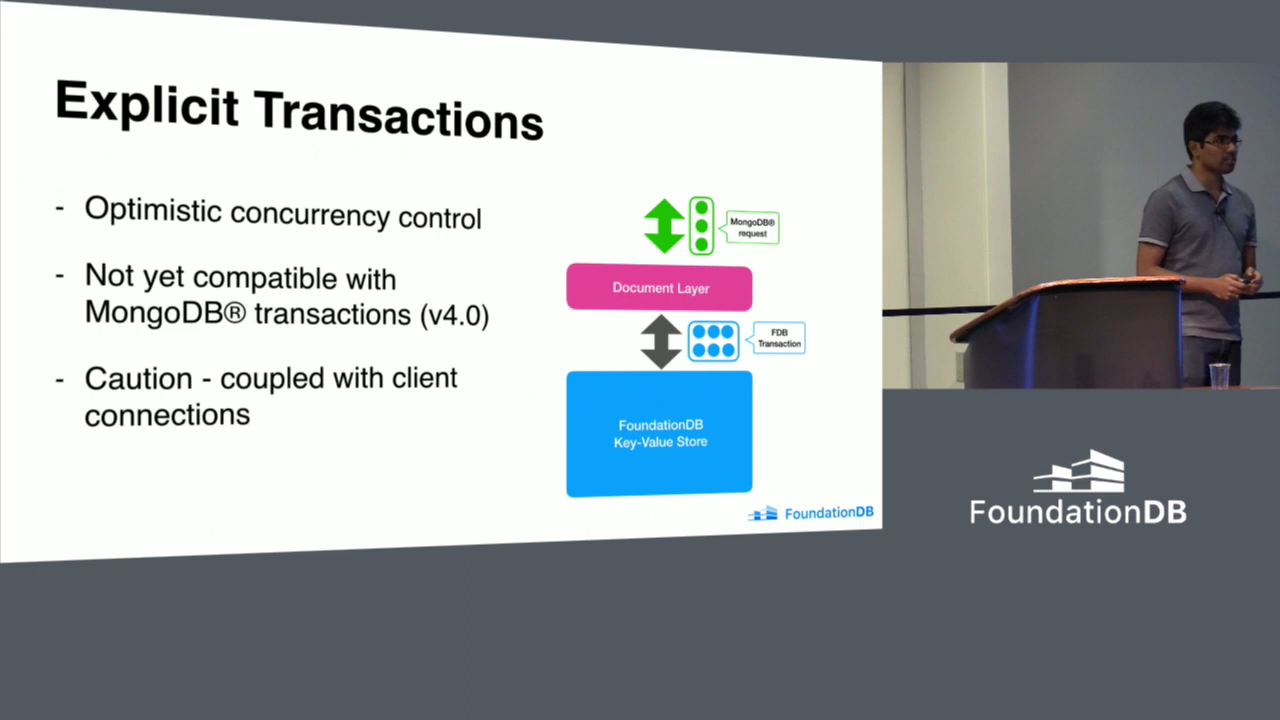 Explicit Transactions
- Optimistic concurrency control
- Not yet compatible with
MongoDB® transactions (v4.0)
- Caution - coupled with client
connections
MongoDB®
request
Document Layer
FDB
Transaction
FoundationDB
Key-Value Store
FoundationDB
FoundationDB